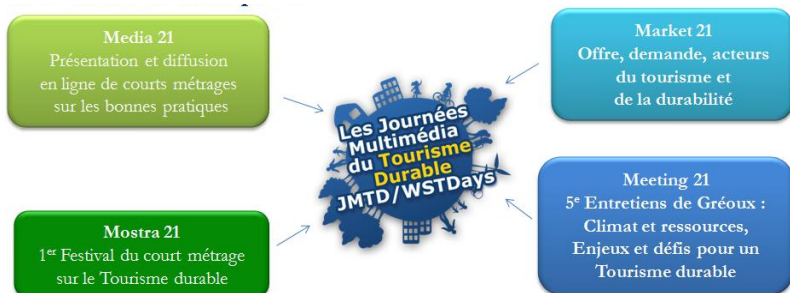 Media 21
Présentation et diffusion
en ligne de courts métrages
sur les bonnes pratiques
Market 21
Offre, demande, acteurs
du tourisme et
de la durabilité
Les Journées
Multimédia
du Tourisme
Durable
JMTD/WSTDays
Mostra 21
1er Festival du court métrage
sur le Tourisme durable
Meeting 21
5e Entretiens de Gréoux :
Climat et ressources,
Enjeux et défis pour un
Tourisme durable